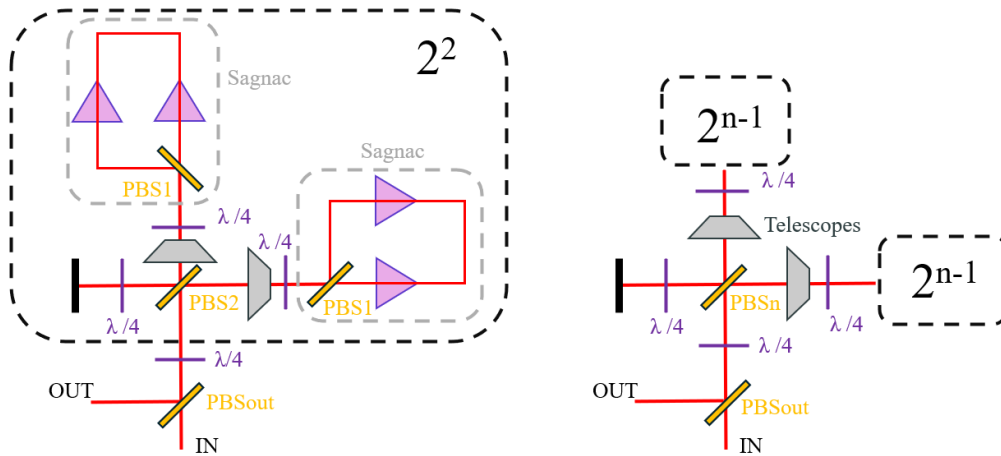 2²
Sagnac
Sagnac
PBS1
λ/4
λ/4
PBS2
PBS1
λ/4
λ/4
OUT
PBSout
IN
2ⁿ⁻¹
λ/4
Telescopes
2ⁿ⁻¹
PBSn
λ/4
λ/4
λ/4
OUT
PBSout
IN